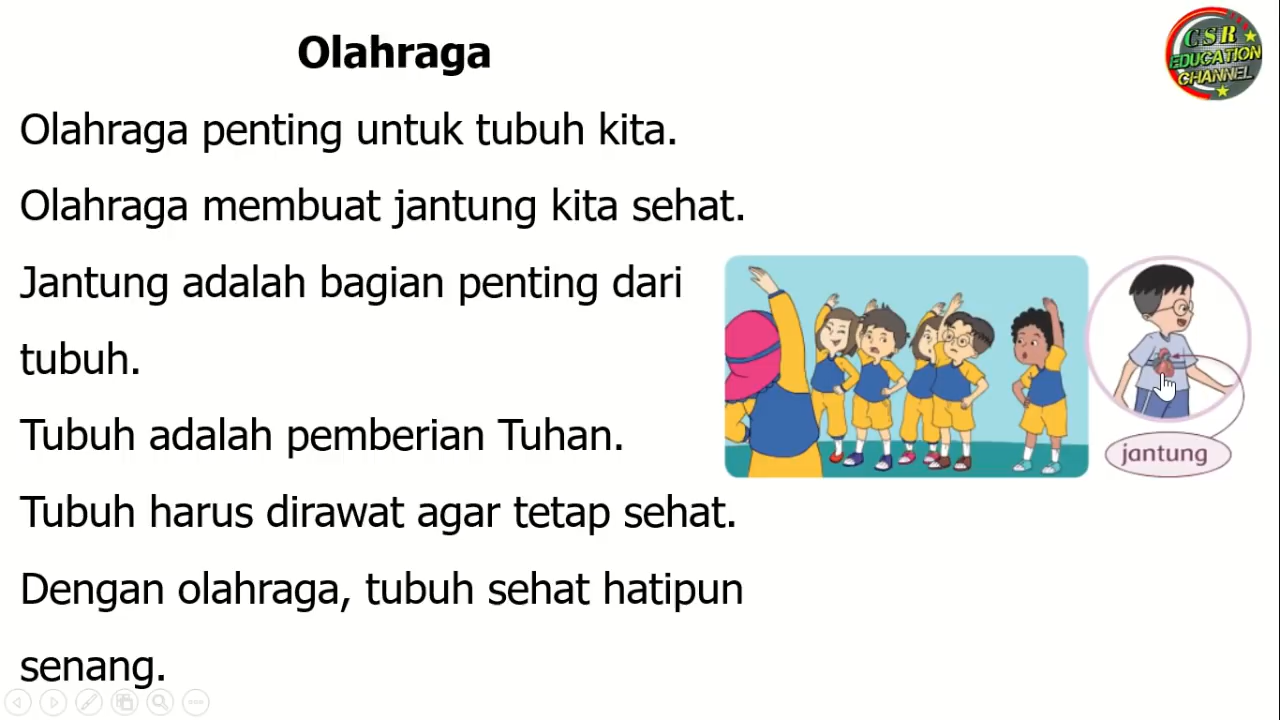 Olahraga
Olahraga penting untuk tubuh kita.
Olahraga membuat jantung kita sehat.
Jantung adalah bagian penting dari
tubuh.
Tubuh adalah pemberian Tuhan.
Tubuh harus dirawat agar tetap sehat.
Dengan olahraga, tubuh sehat hatipun
senang.
jantung
CSR
EDUCATION
CHANNEL